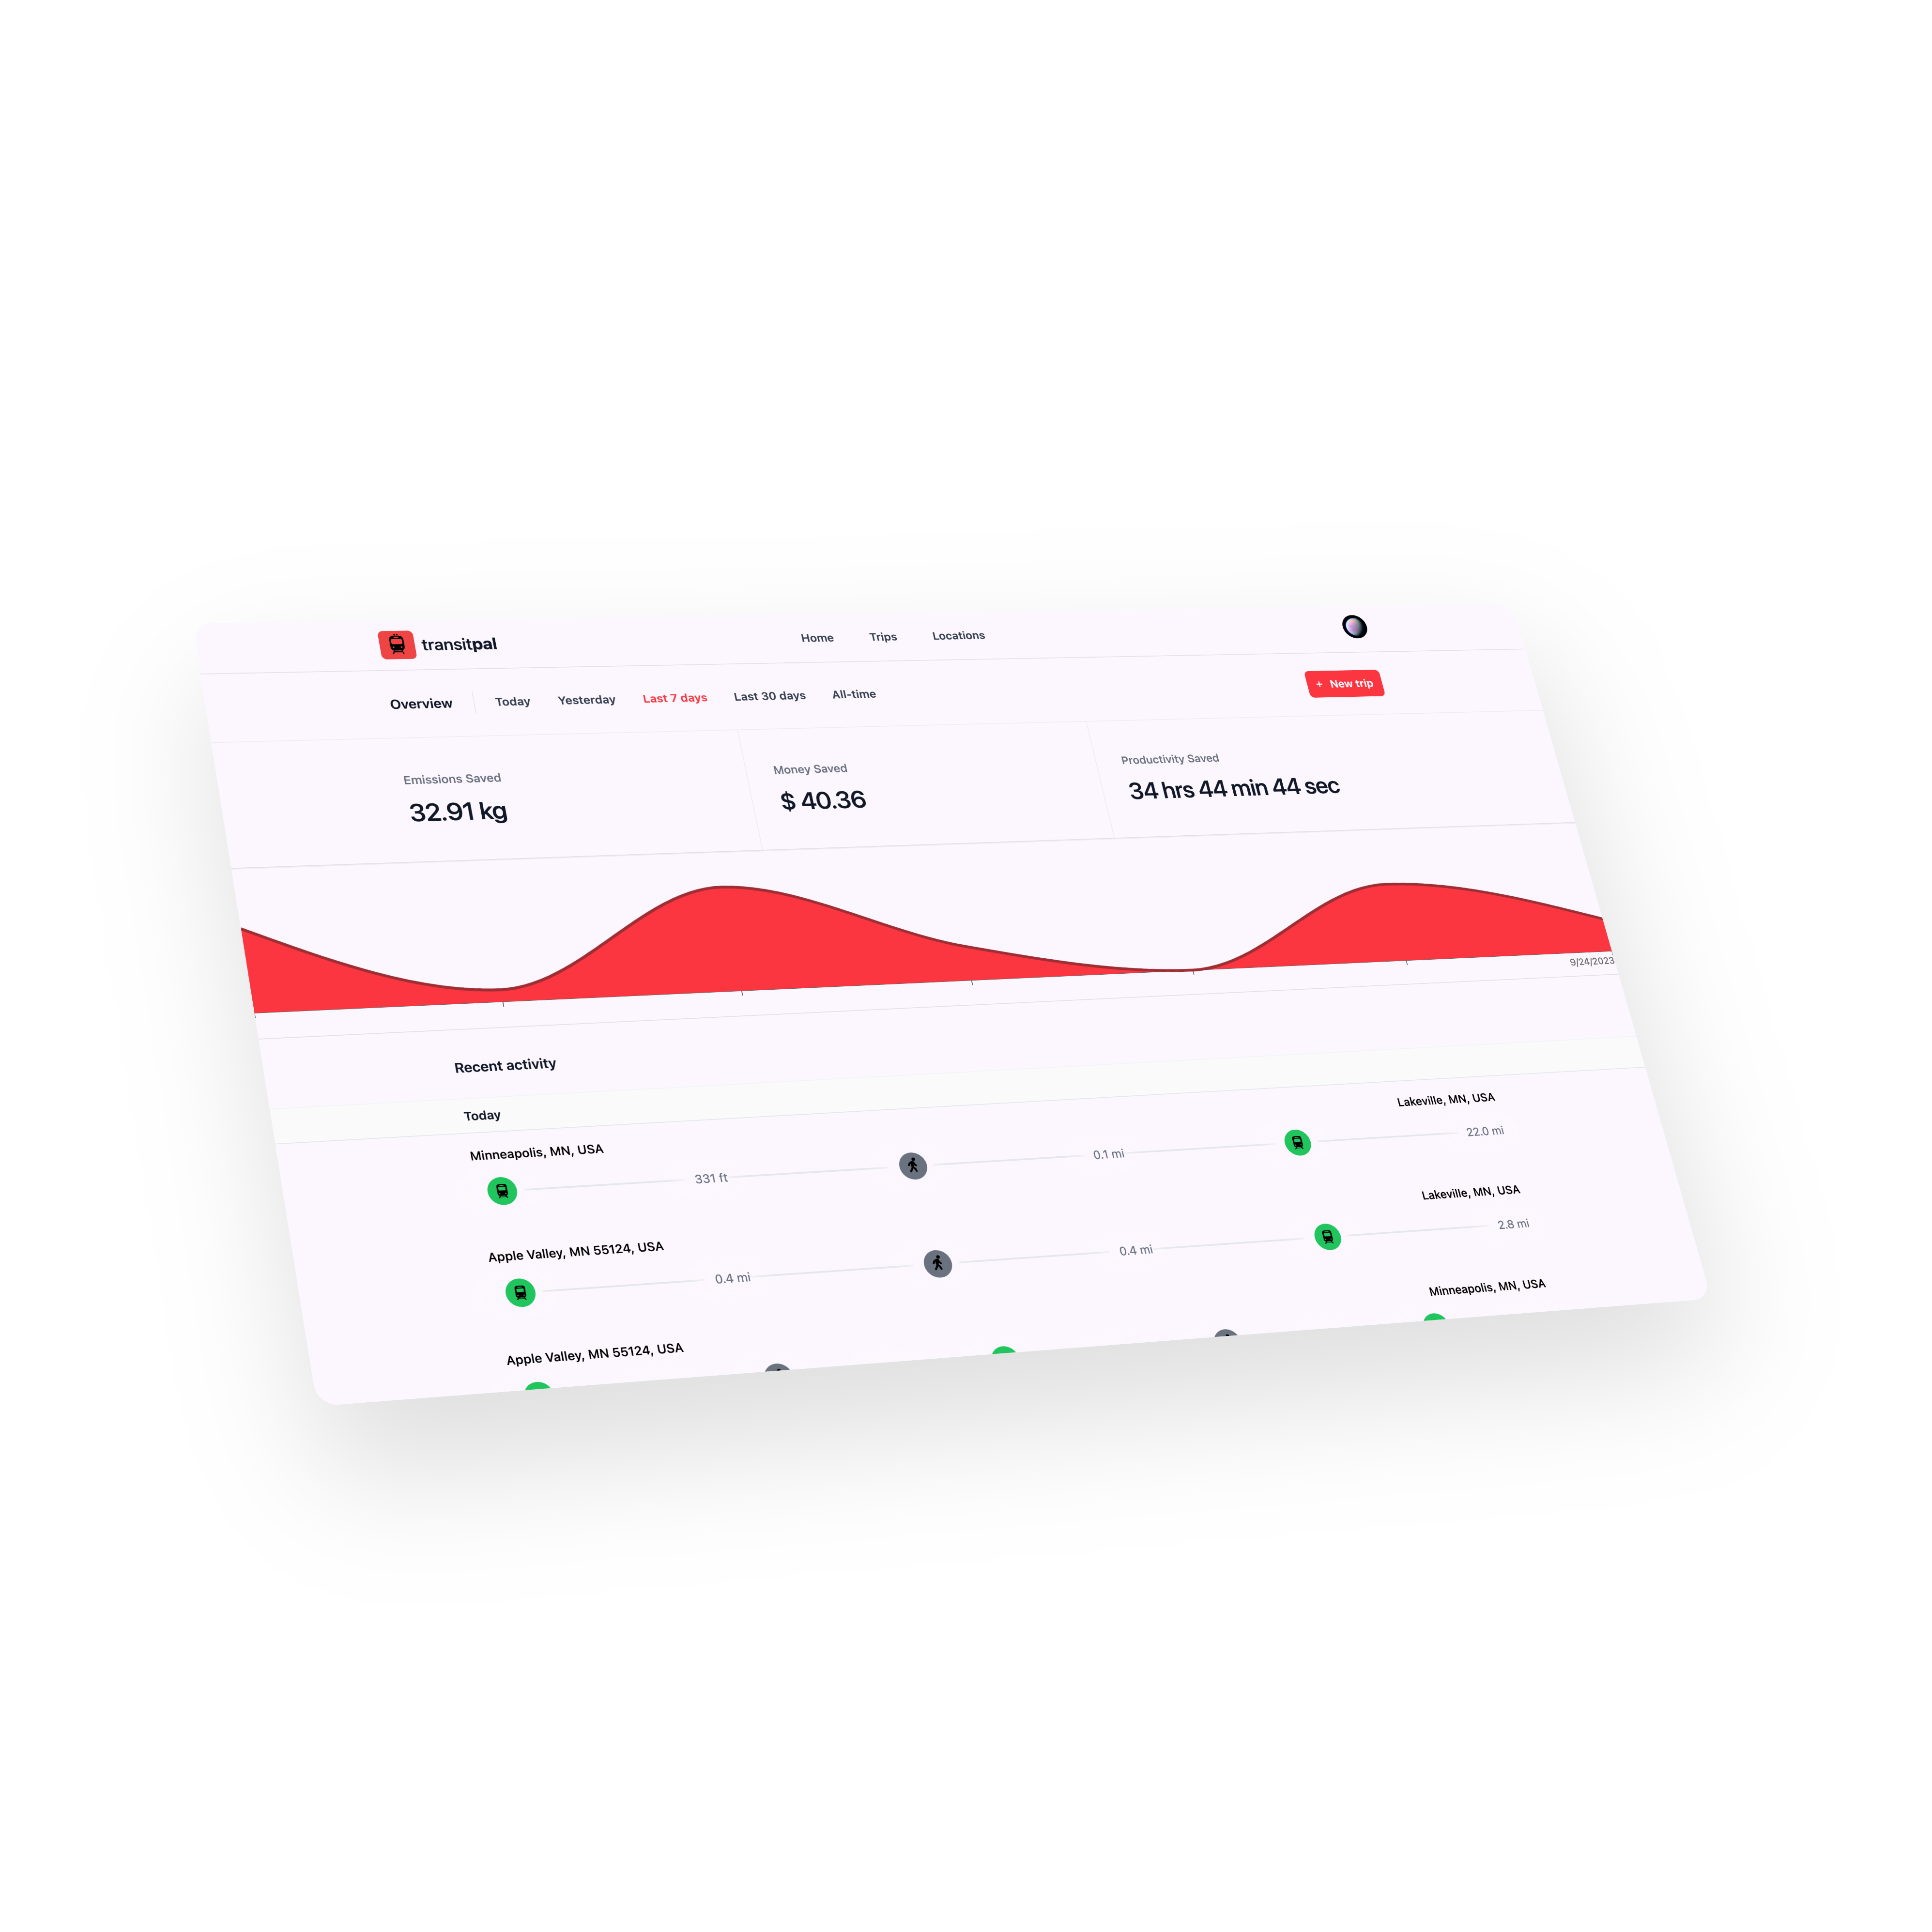 transitpal
Home Trips Locations
Overview Today Yesterday Last 7 days Last 30 days All-time
+ New trip
Emissions Saved
32.91 kg
Money Saved
$ 40.36
Productivity Saved
34 hrs 44 min 44 sec
9/24/2023
Recent activity
Today
Minneapolis, MN, USA
Lakeville, MN, USA
331 ft 0.1 mi 22.0 mi
Apple Valley, MN 55124, USA
Lakeville, MN, USA
0.4 mi 0.4 mi 2.8 mi
Apple Valley, MN 55124, USA
Minneapolis, MN, USA